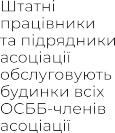 Штатні
працівники
та підрядники
асоціації
обслуговують
будинки всіх
ОСББ-членів
асоціації